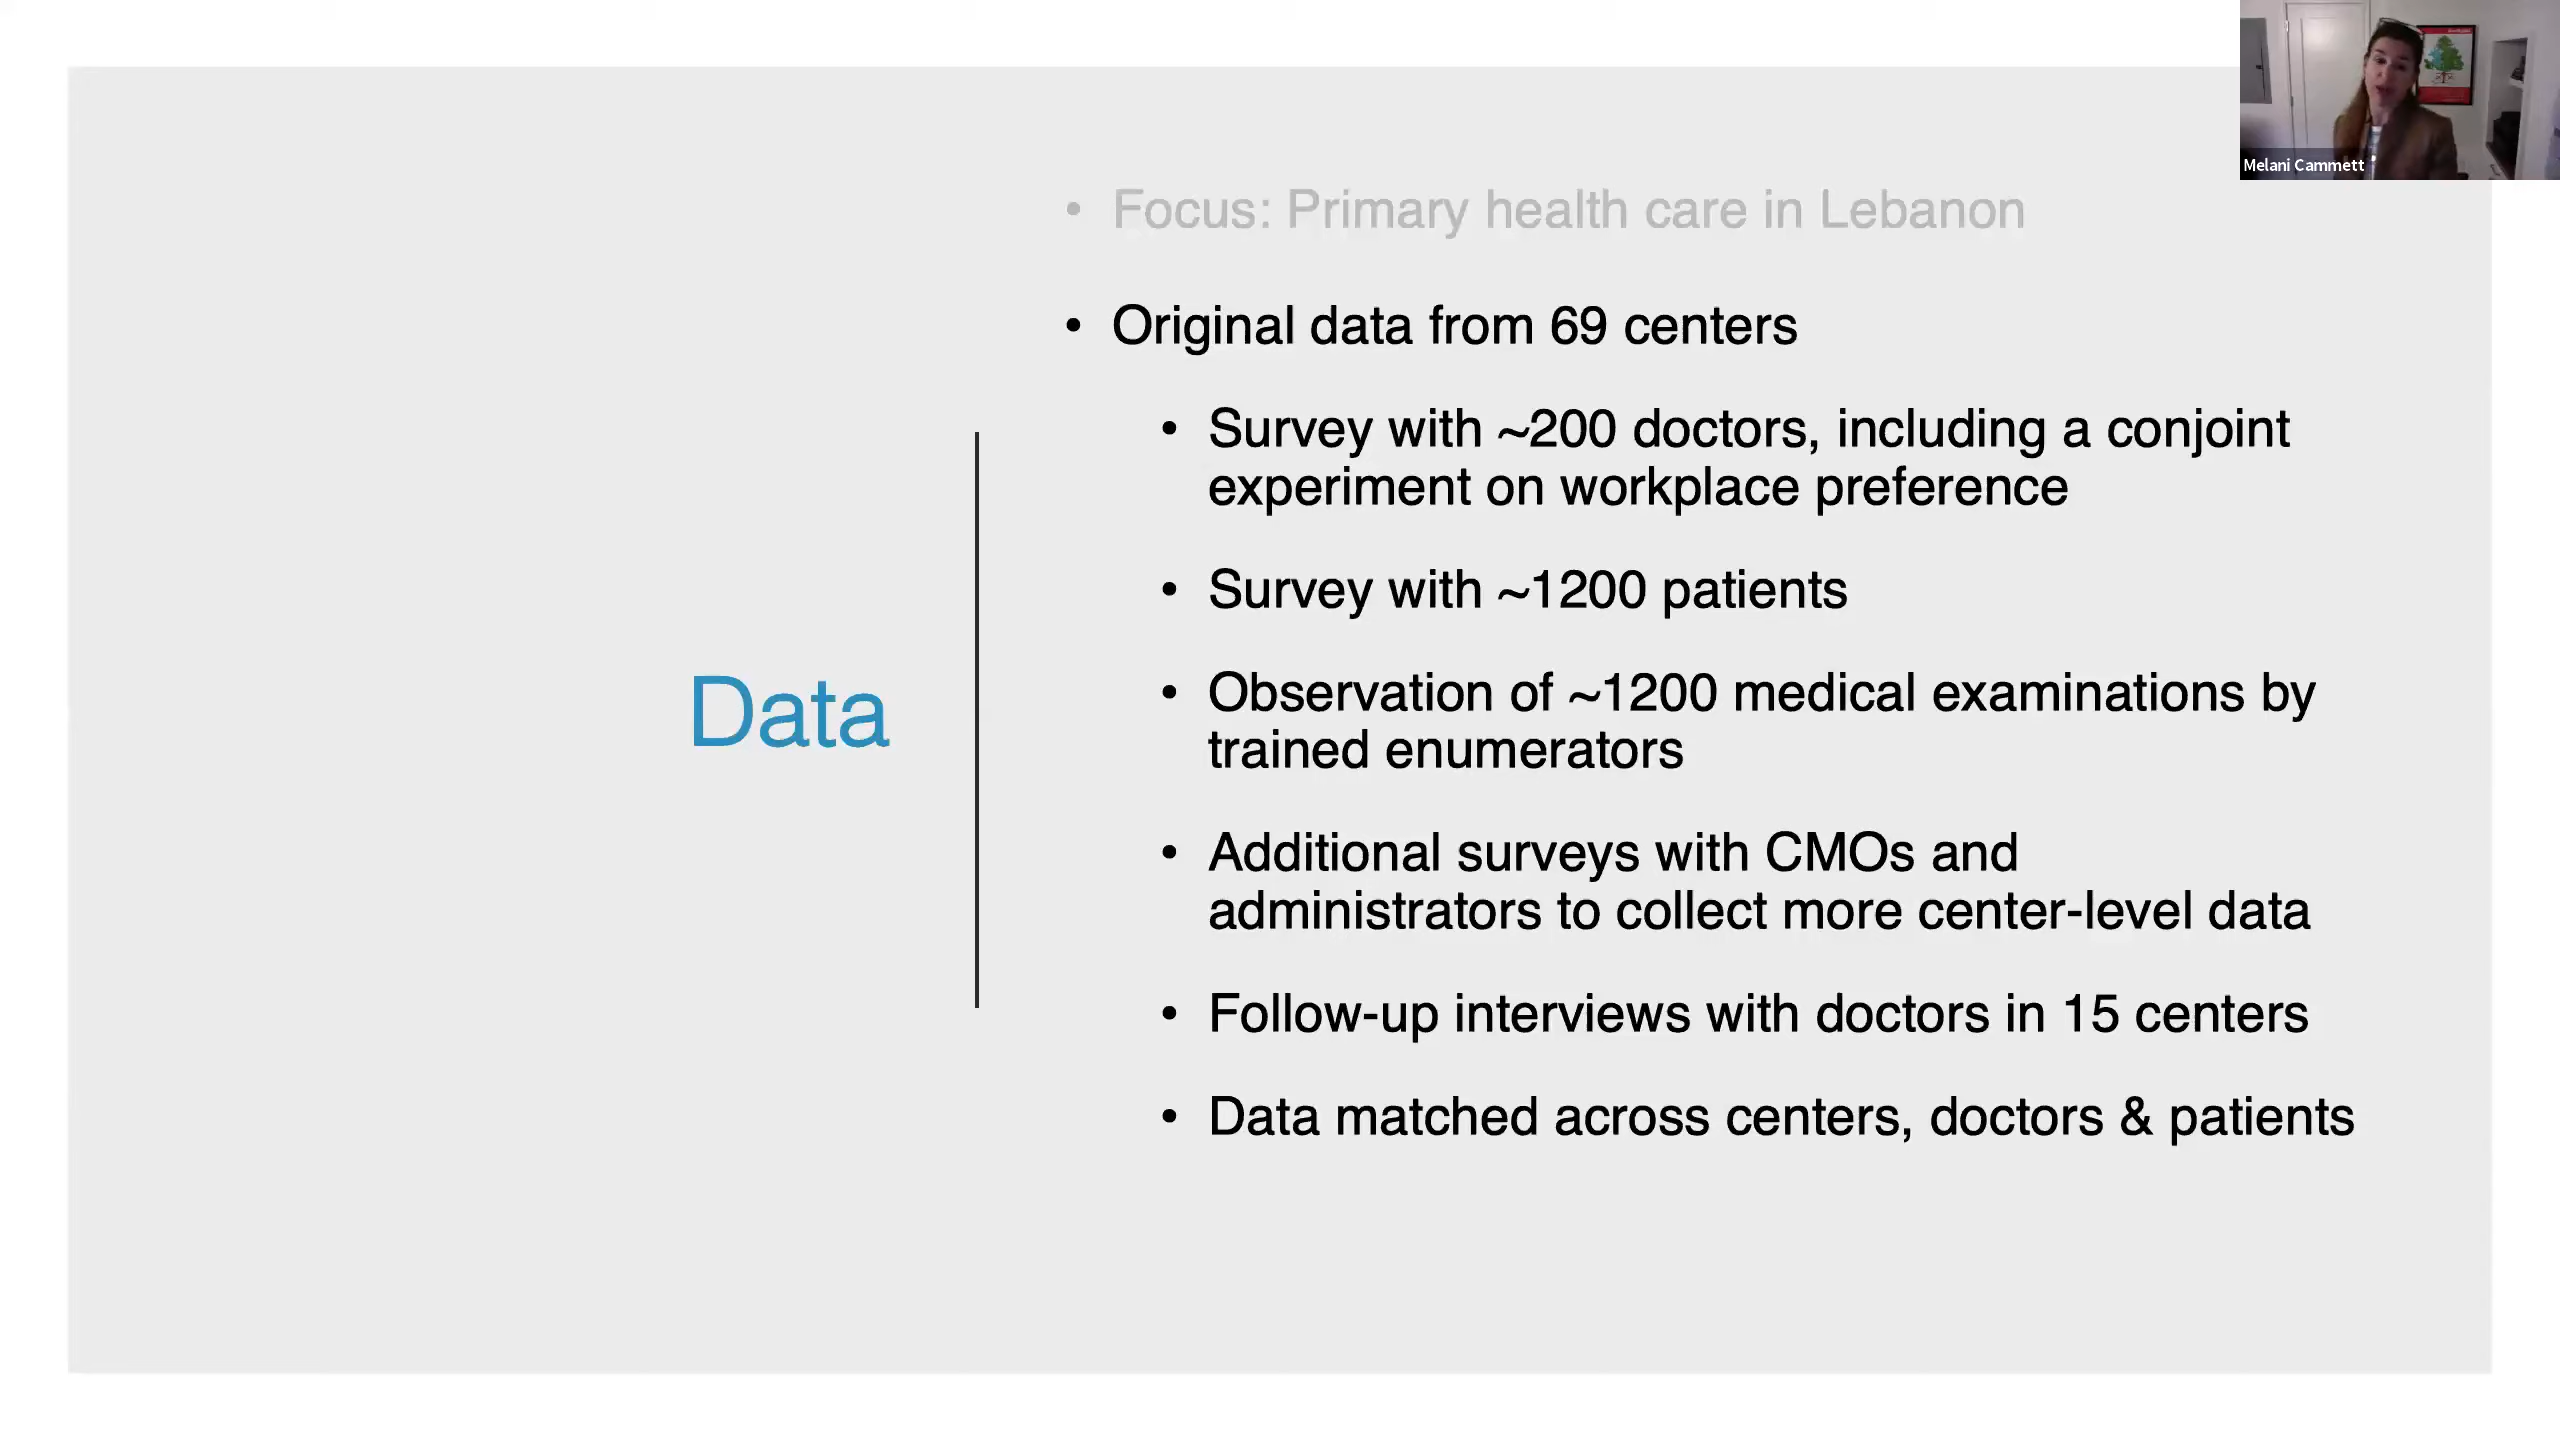 Melani Cammett
• Focus: Primary health care in Lebanon
• Original data from 69 centers
• Survey with ~200 doctors, including a conjoint
experiment on workplace preference
• Survey with ~1200 patients
Data
• Observation of ~1200 medical examinations by
trained enumerators
• Additional surveys with CMOs and
administrators to collect more center-level data
• Follow-up interviews with doctors in 15 centers
• Data matched across centers, doctors & patients